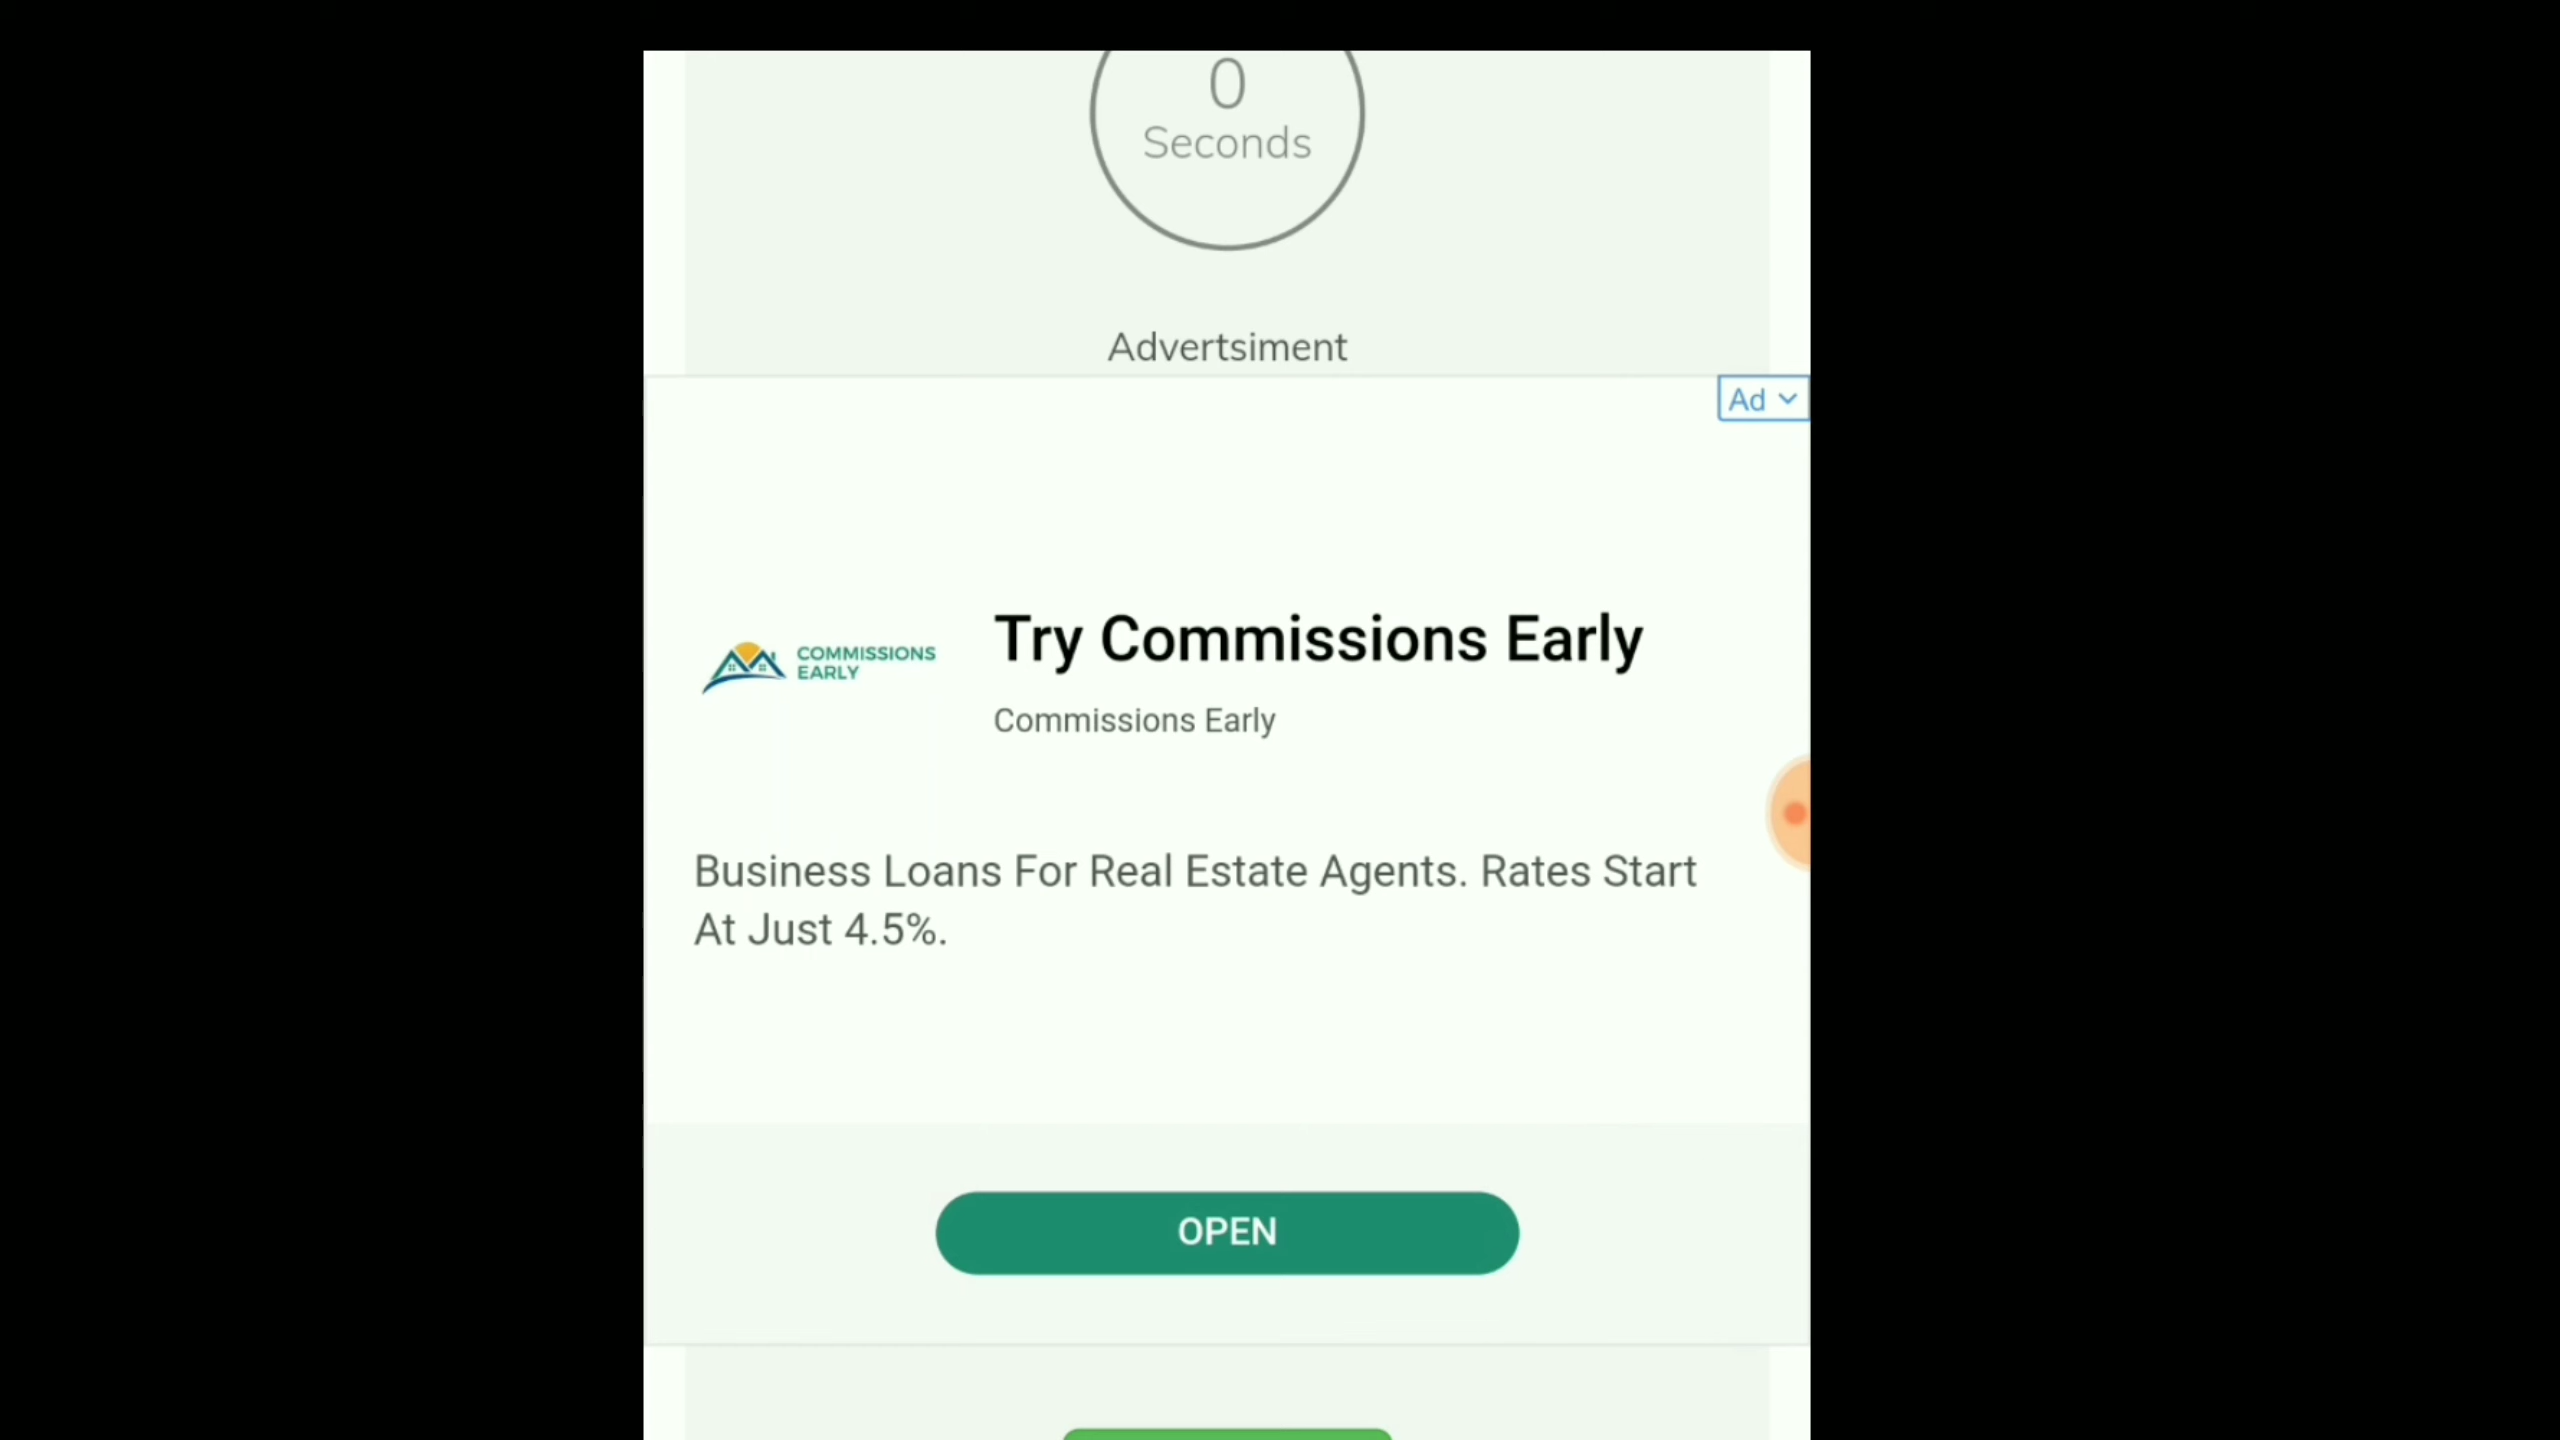 0
Seconds
Advertsiment
Ad
COMMISSIONS
EARLY
Try Commissions Early
Commissions Early
Business Loans For Real Estate Agents. Rates Start
At Just 4.5%.
OPEN